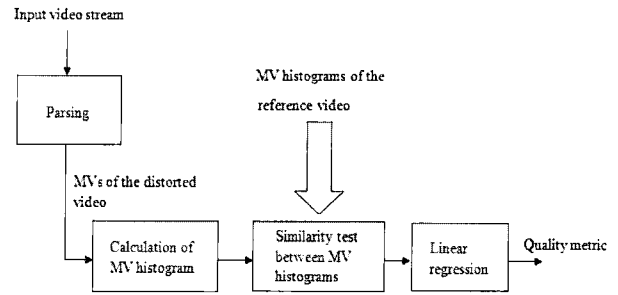 Input video stream
Parsing
MV histograms of the
reference video
MVs of the distorted
video
Calculation of
MV histogram
Similarity test
between MV
histograms
Linear
regression
Quality metric